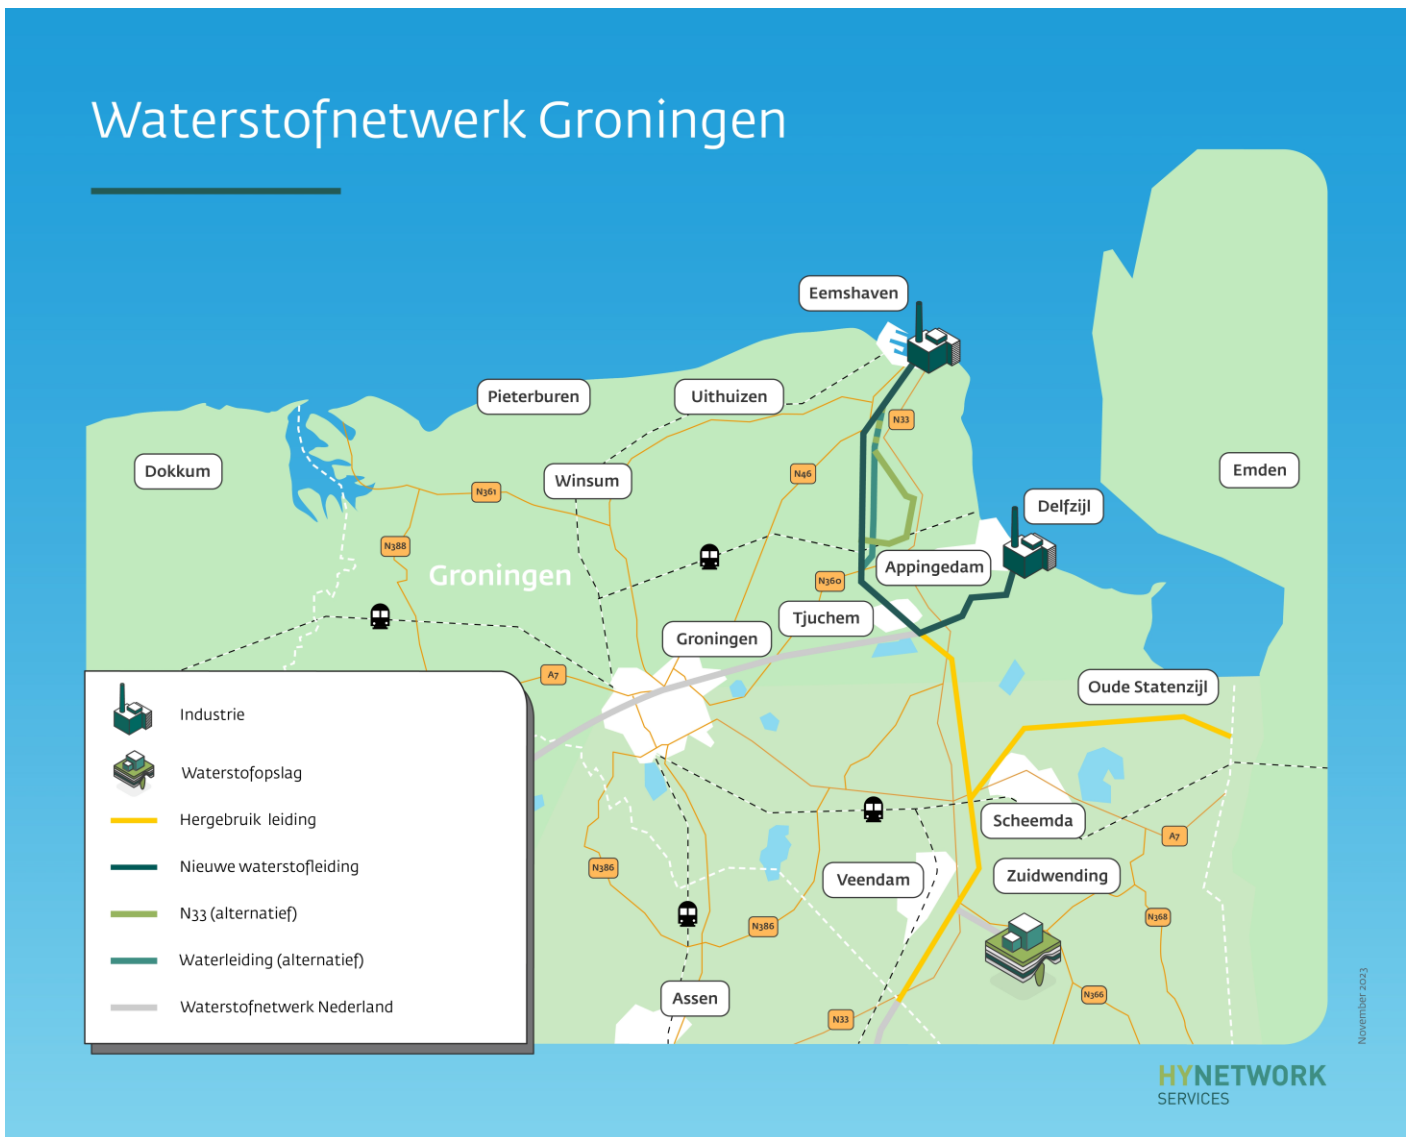 Waterstofnetwerk Groningen
Eemshaven
Pieterburen
Uithuizen
N33
Dokkum
Winsum
N46
Emden
N361
Delfzijl
N388
Groningen
Appingedam
N360
Tjuchem
Groningen
A7
Oude Statenzijl
Industrie
Waterstofopslag
Hergebruik leiding
Nieuwe waterstofleiding
N33 (alternatief)
Waterleiding (alternatief)
Waterstofnetwerk Nederland
Scheemda
A7
N386
Veendam
Zuidwending
N386
N368
Assen
N366
N33
November 2023
HYNETWORK
SERVICES